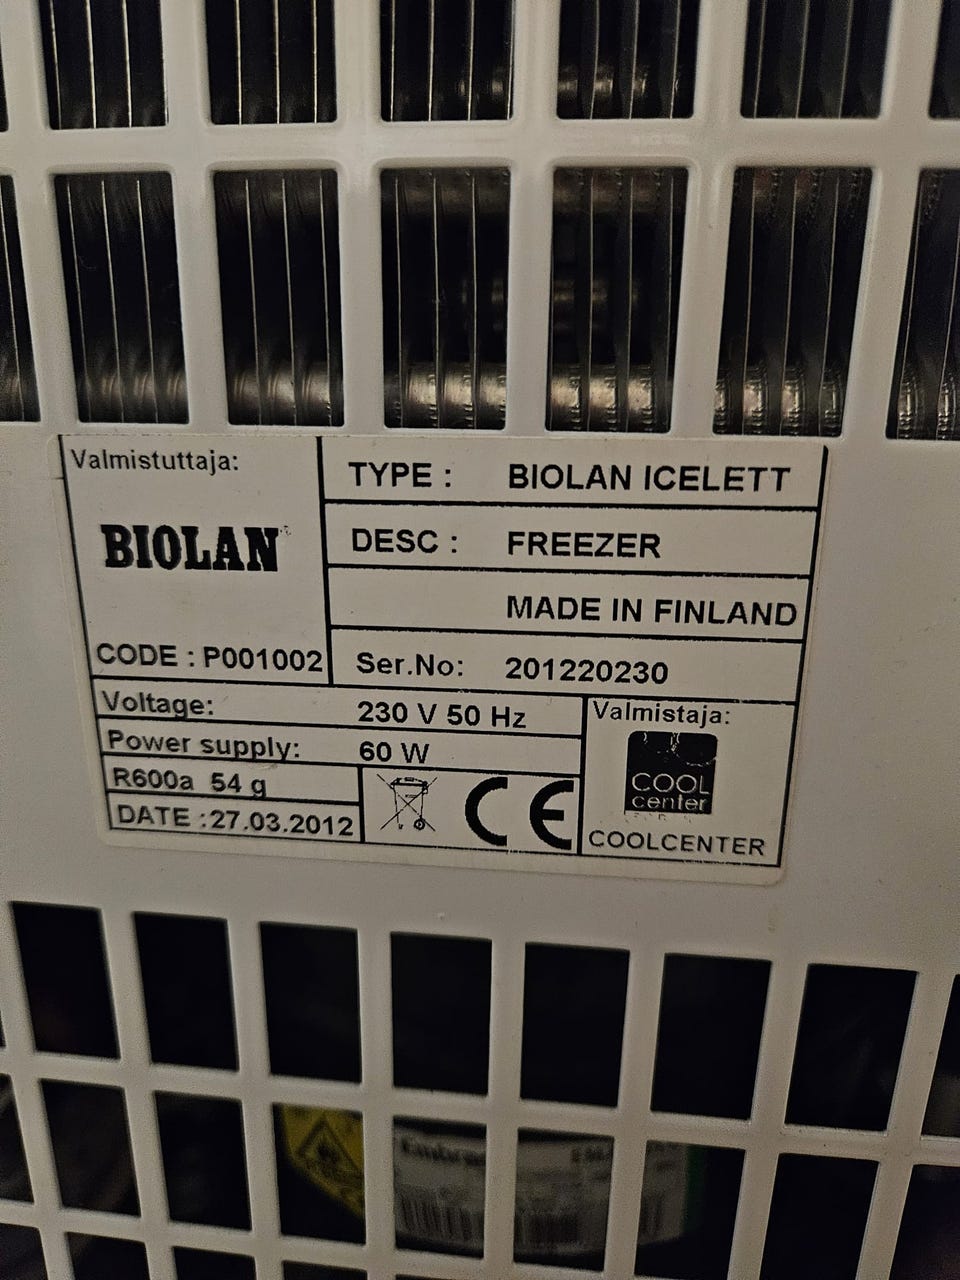 Valmistuttaja:
BIOLAN
CODE : P001002
TYPE : BIOLAN ICELETT
DESC : FREEZER
MADE IN FINLAND
Ser.No: 201220230
Voltage: 230 V 50 Hz
Power supply: 60 W
R600a 54 g
DATE :27.03.2012
CE
Valmistaja:
COOL
center
COOLCENTER